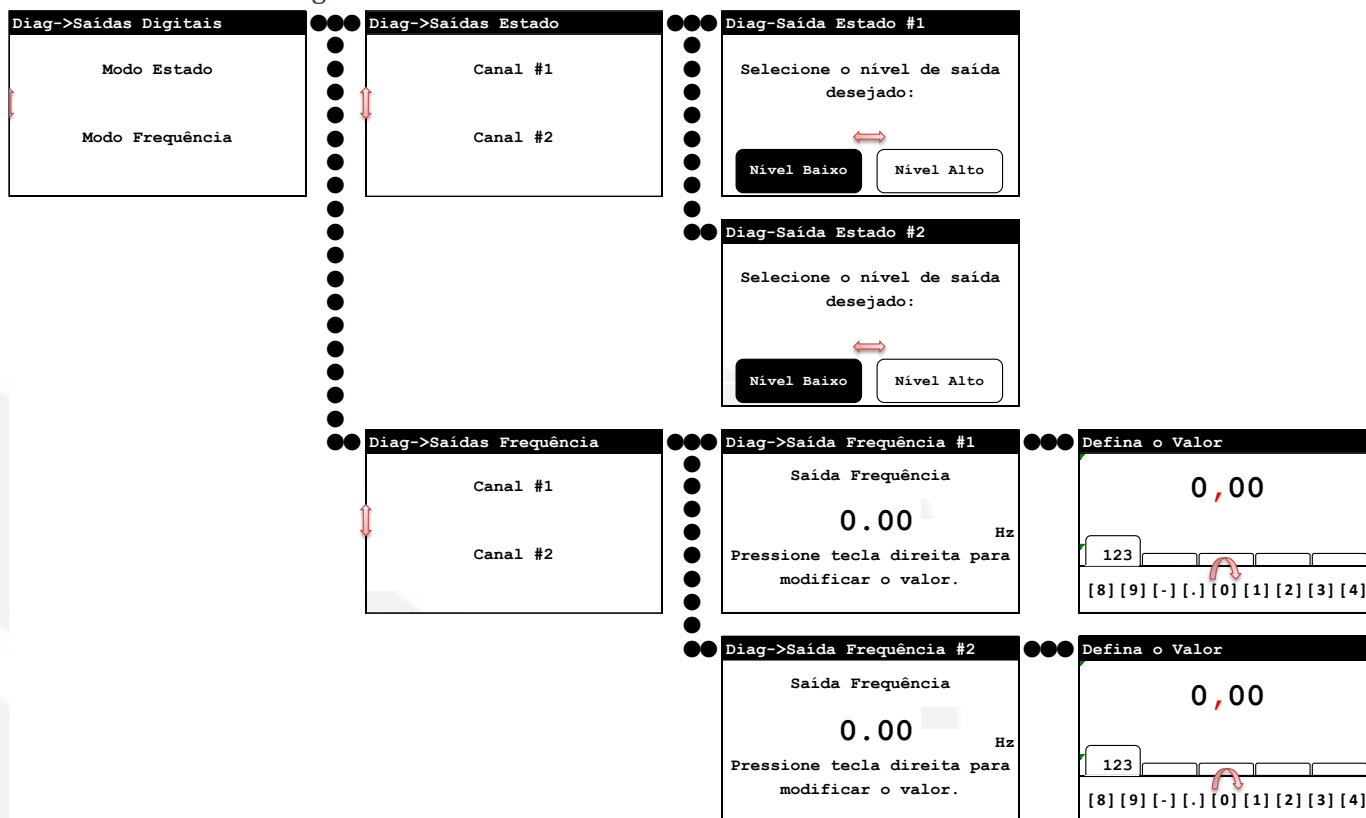 Diag->Saídas Digitais
Modo Estado
Modo Frequência
Diag->Saídas Estado
Canal #1
Canal #2
Diag-Saída Estado #1
Selecione o nível de saída
desejado:
Nível Baixo
Nível Alto
Diag-Saída Estado #2
Selecione o nível de saída
desejado:
Nível Baixo
Nível Alto
Diag->Saídas Frequência
Canal #1
Canal #2
Diag->Saída Frequência #1
Saída Frequência
0.00
Hz
Pressione tecla direita para
modificar o valor.
Defina o Valor
0,00
123
[8][9][-][.][0][1][2][3][4]
Diag->Saída Frequência #2
Saída Frequência
0.00
Hz
Pressione tecla direita para
modificar o valor.
Defina o Valor
0,00
123
[8][9][-][.][0][1][2][3][4]